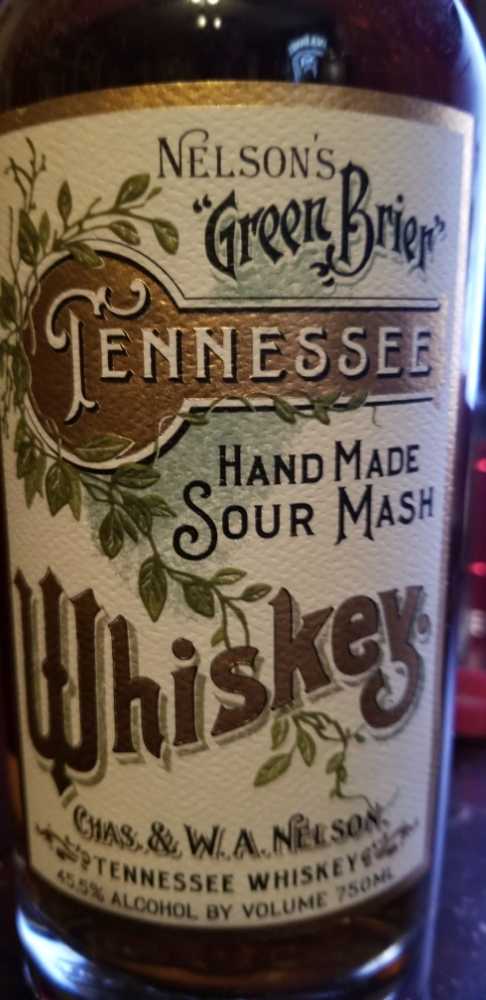 NELSON'S
"Green Brier"
TENNESSEE
HAND MADE
SOUR MASH
Whiskey.
CHAS. & W. A. NELSON.
TENNESSEE WHISKEY
45.5% ALCOHOL BY VOLUME 750ML